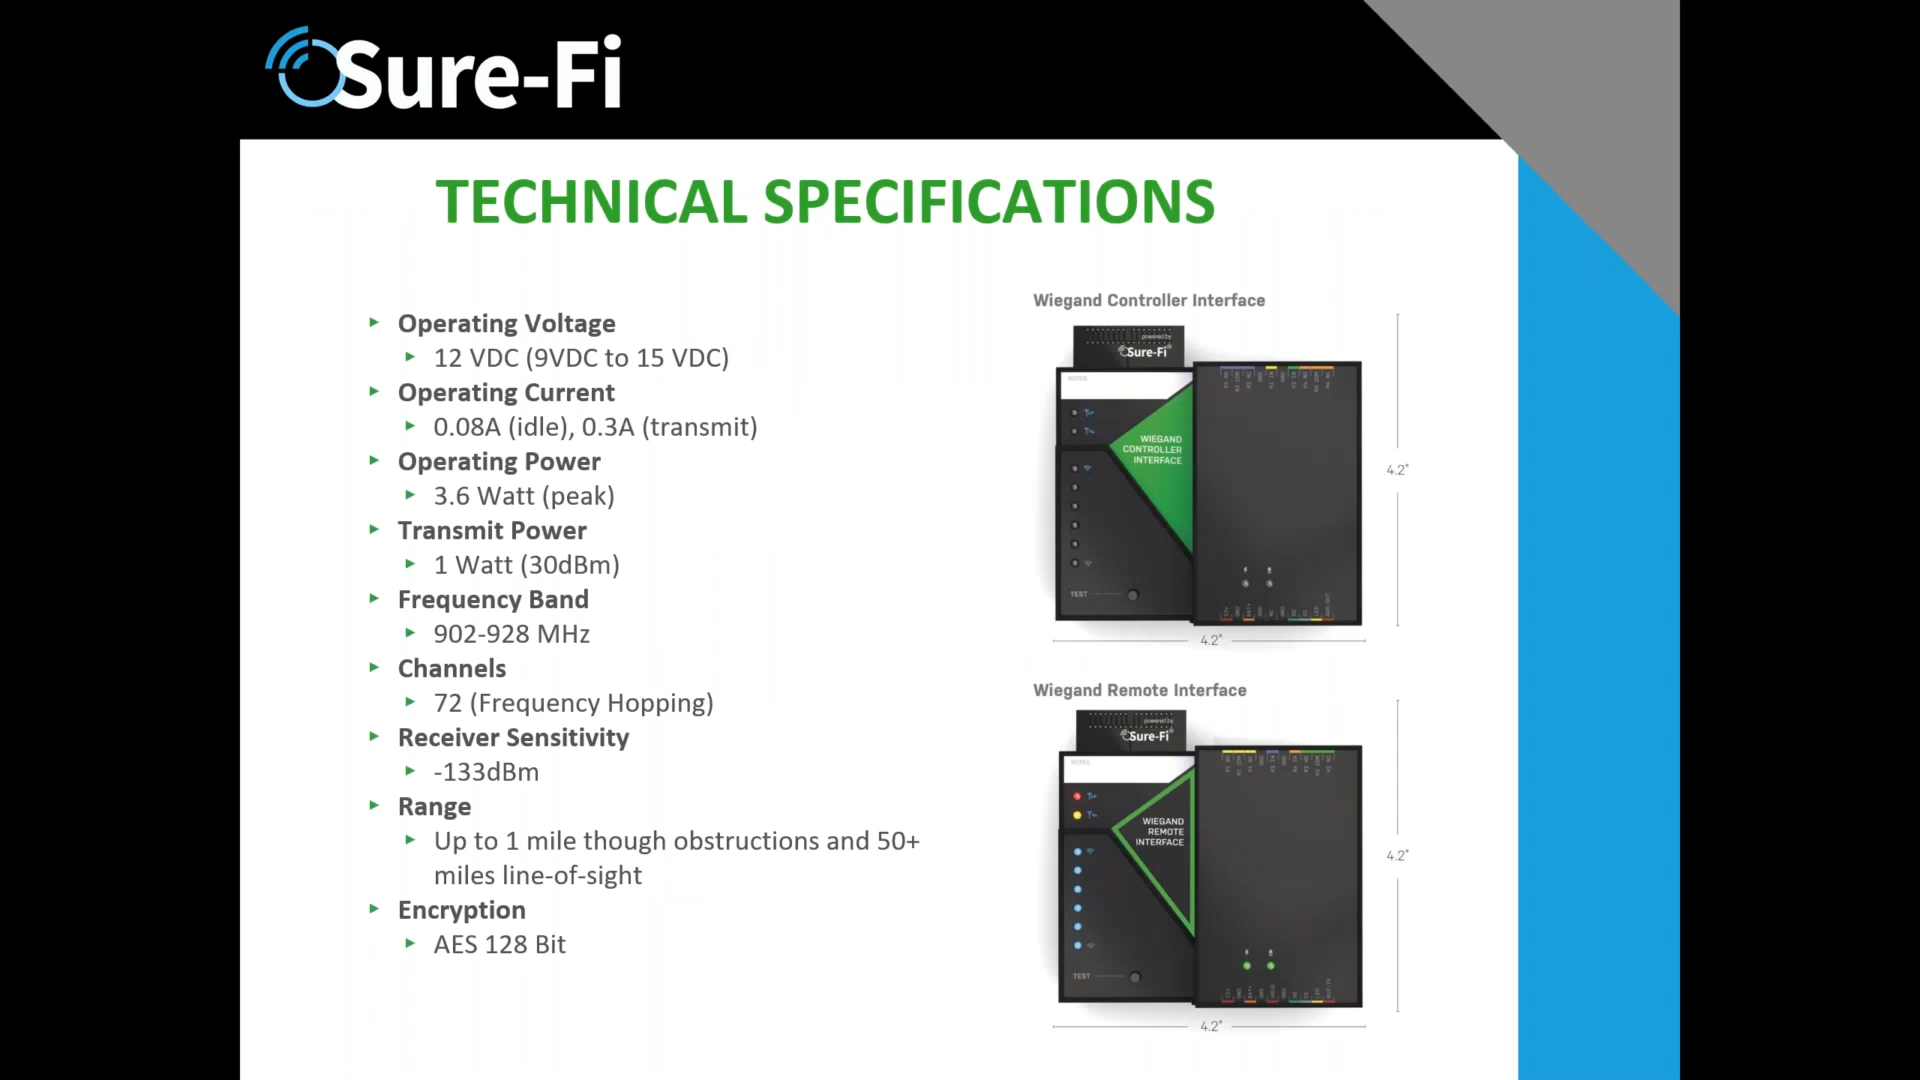 Sure-Fi
TECHNICAL SPECIFICATIONS
Operating Voltage
12 VDC (9VDC to 15 VDC)
Operating Current
0.08A (idle), 0.3A (transmit)
Operating Power
3.6 Watt (peak)
Transmit Power
1 Watt (30dBm)
Frequency Band
902-928 MHz
Channels
72 (Frequency Hopping)
Receiver Sensitivity
-133dBm
Range
Up to 1 mile though obstructions and 50+
miles line-of-sight
Encryption
AES 128 Bit
Wiegand Controller Interface
powered by
Sure-Fi
WIEGAND
CONTROLLER
INTERFACE
TEST
4.2"
4.2"
Wiegand Remote Interface
powered by
Sure-Fi
WIEGAND
REMOTE
INTERFACE
TEST
4.2"
4.2"